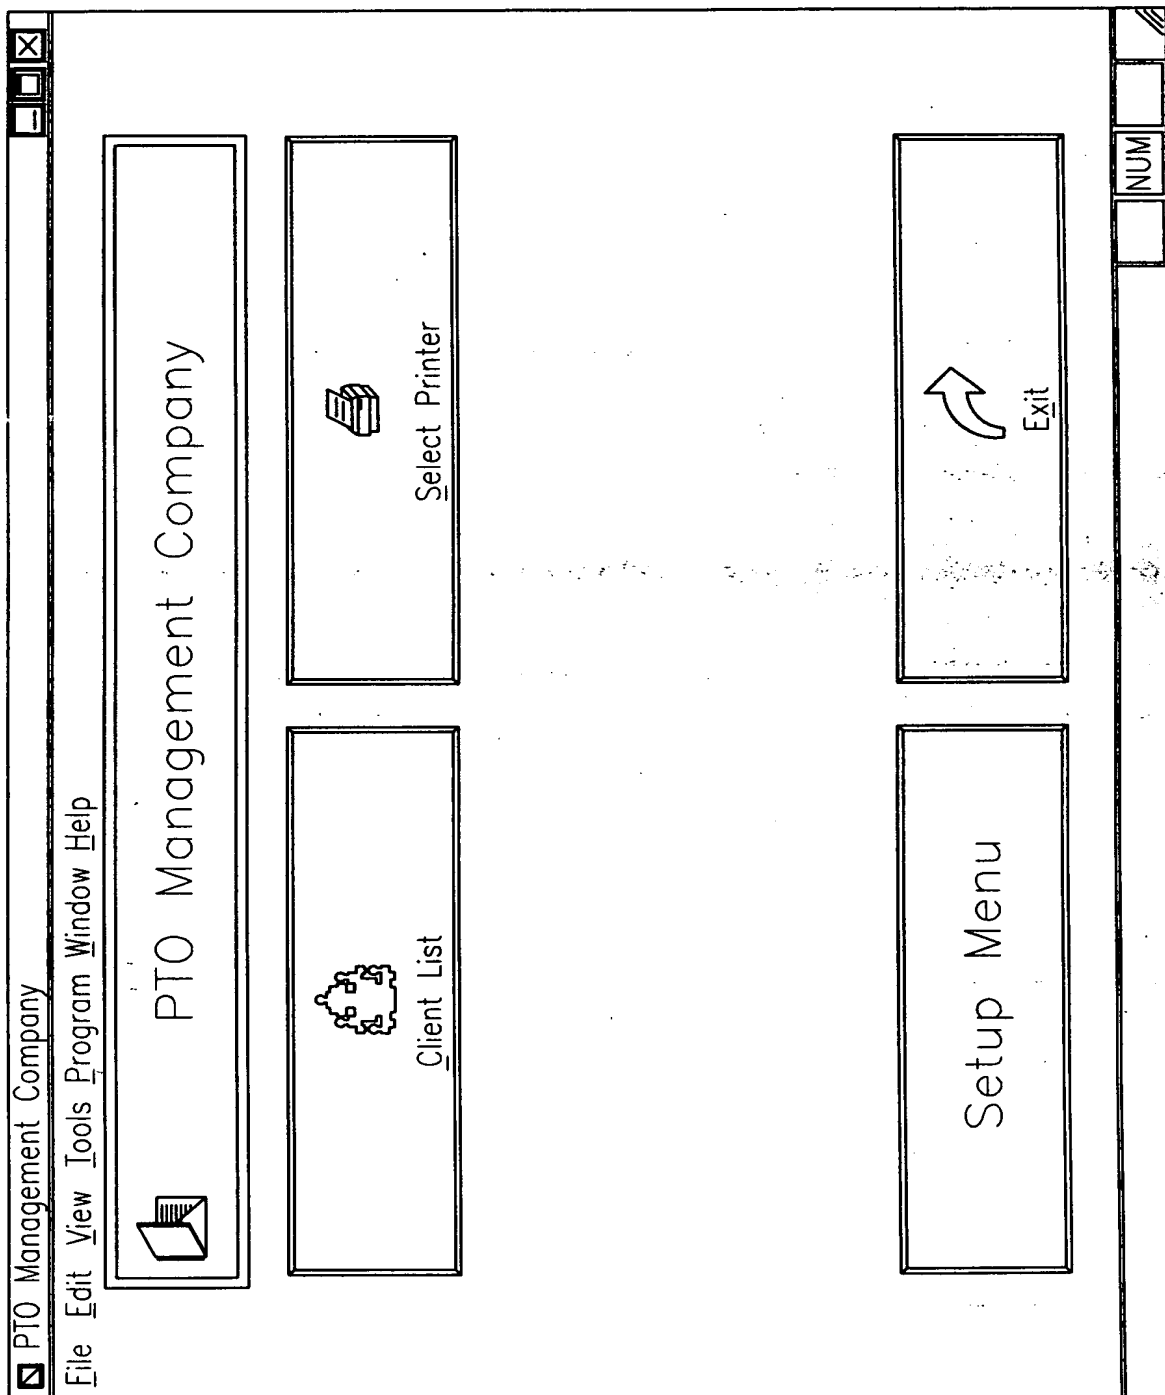 PTO Management Company
File Edit View Tools Program Window Help
PTO Management Company
Client List
Select Printer
Setup Menu
Exit
NUM